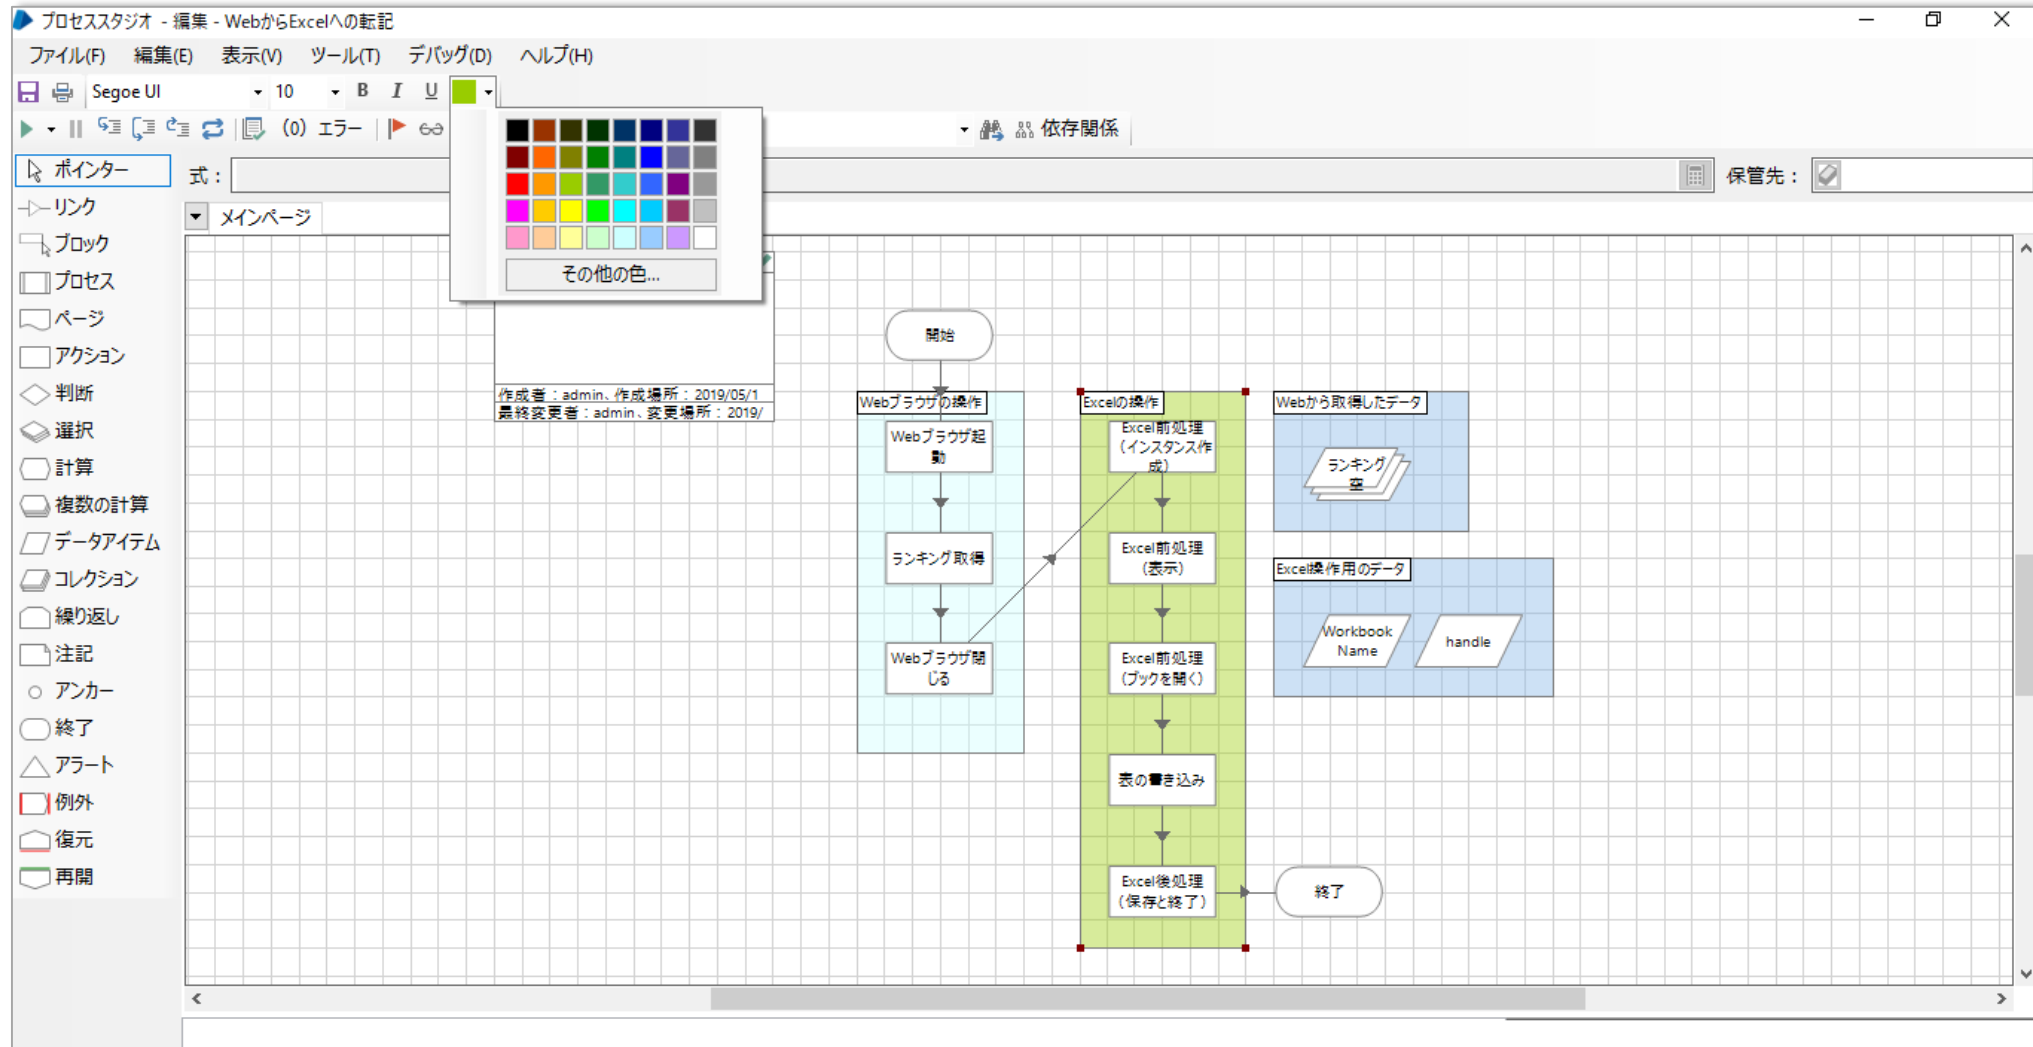 プロセススタジオ - 編集 - WebからExcelへの転記
ファイル(F) 編集(E) 表示(V) ツール(T) デバッグ(D) ヘルプ(H)
Segoe UI 10 B I U
(0) エラー 依存関係
ポインター
式：
保管先：
リンク
メインページ
ブロック
プロセス
ページ
アクション
判断
選択
計算
複数の計算
データアイテム
コレクション
繰り返し
注記
アンカー
終了
アラート
例外
復元
再開
その他の色...
作成者：admin、作成場所：2019/05/1
最終変更者：admin、変更場所：2019/
開始
Webブラウザの操作
Webブラウザ起
動
ランキング取得
Webブラウザ閉
じる
Excelの操作
Excel前処理
（インスタンス作
成）
Excel前処理
（表示）
Excel前処理
（ブックを開く）
表の書き込み
Excel後処理
（保存と終了）
終了
Webから取得したデータ
ランキング
空
Excel操作用のデータ
Workbook
Name
handle